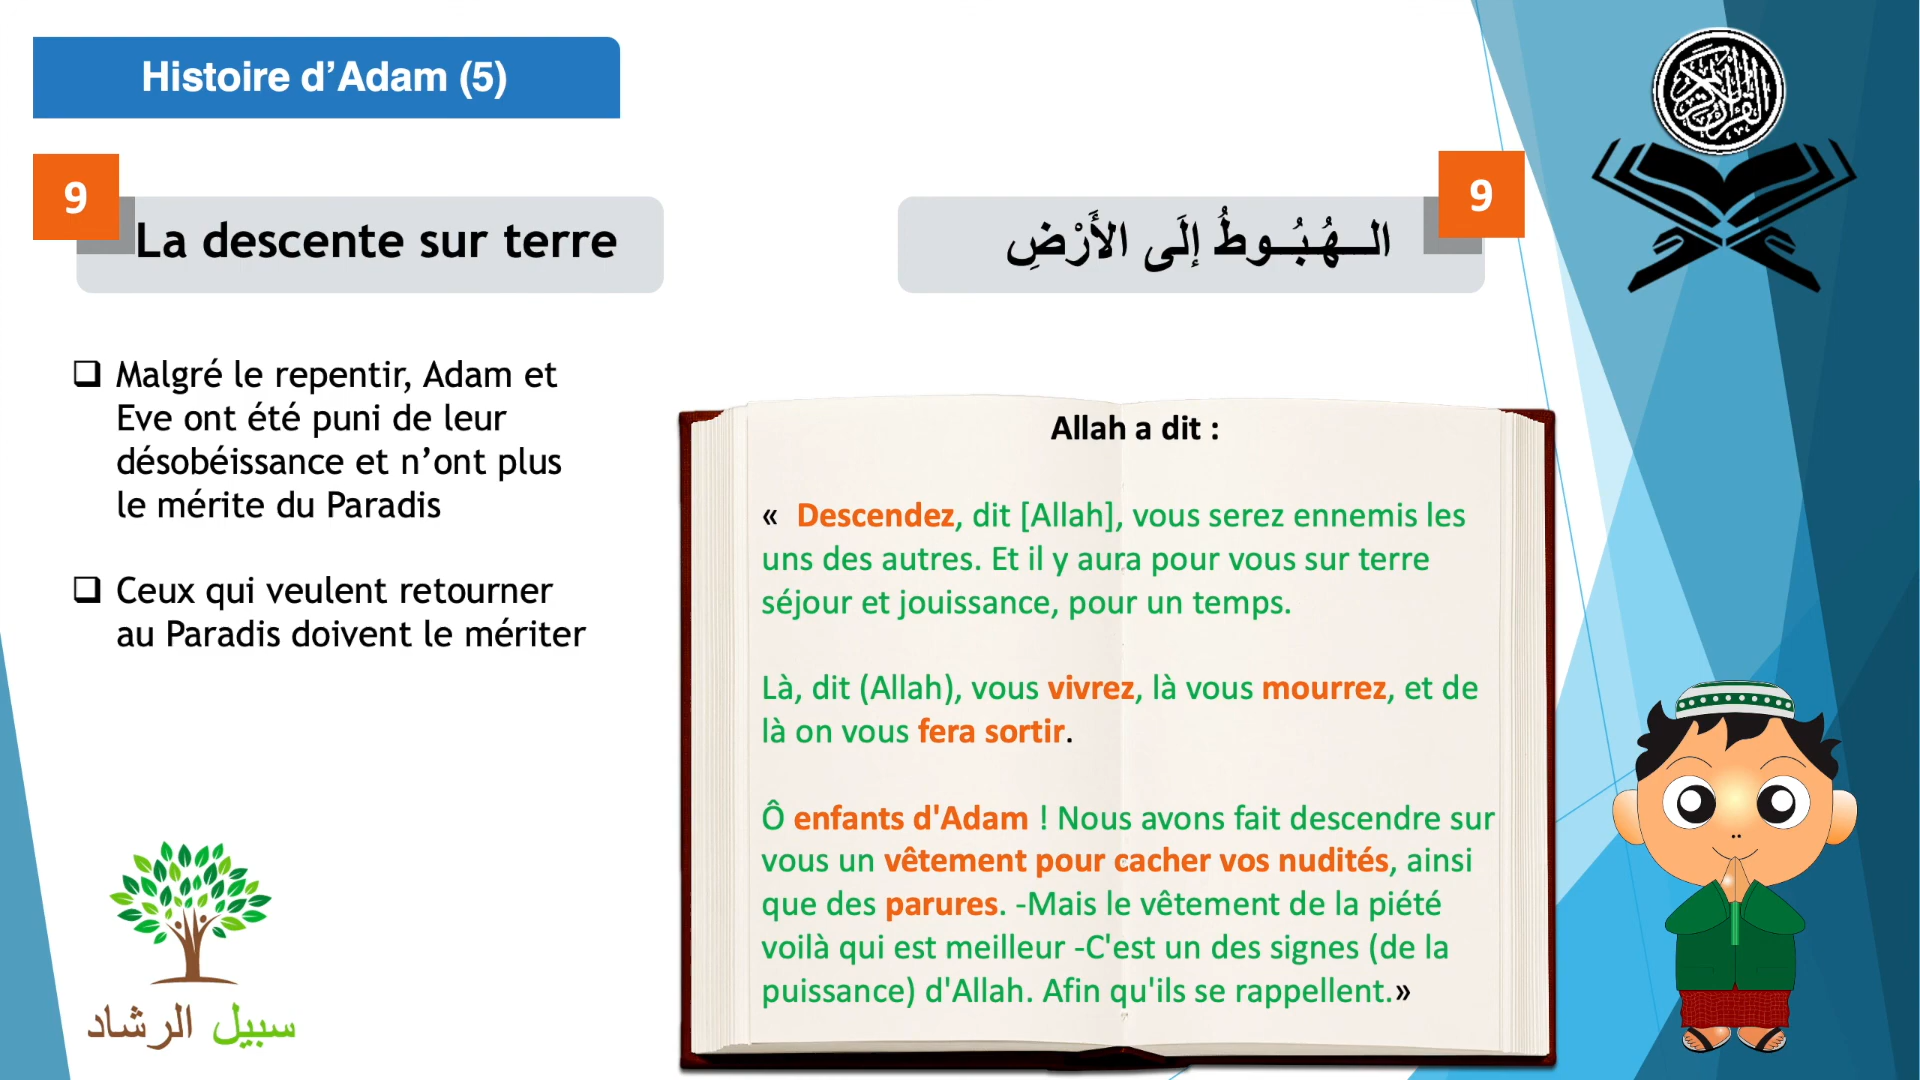 Histoire d’Adam (5)
9
La descente sur terre
9
الـــهُـبُــوطُ إلَى الأَرْضِ
القرآن الكريم
❑ Malgré le repentir, Adam et
Eve ont été puni de leur
désobéissance et n’ont plus
le mérite du Paradis
❑ Ceux qui veulent retourner
au Paradis doivent le mériter
Allah a dit :
« Descendez, dit [Allah], vous serez ennemis les
uns des autres. Et il y aura pour vous sur terre
séjour et jouissance, pour un temps.
Là, dit (Allah), vous vivrez, là vous mourrez, et de
là on vous fera sortir.
Ô enfants d'Adam ! Nous avons fait descendre sur
vous un vêtement pour cacher vos nudités, ainsi
que des parures. -Mais le vêtement de la piété
voilà qui est meilleur -C'est un des signes (de la
puissance) d'Allah. Afin qu'ils se rappellent.»
سبيل الرشاد